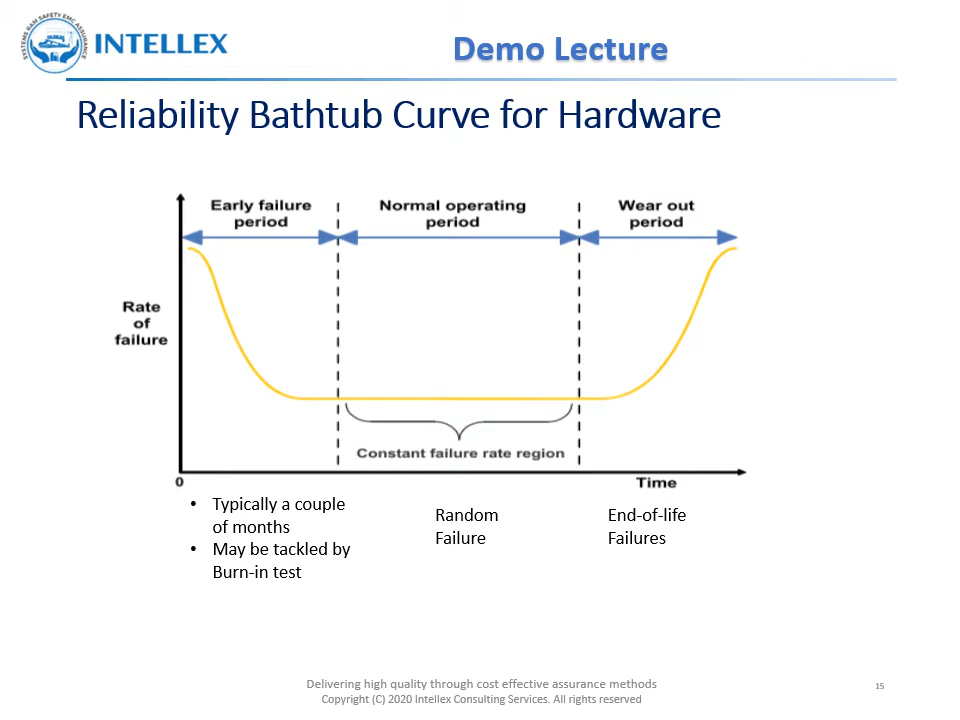 SYSTEMS RAM SAFETY EMC ASSURANCE
INTELLEX
Demo Lecture
Reliability Bathtub Curve for Hardware
Early failure
period
Normal operating
period
Wear out
period
Rate
of
failure
Constant failure rate region
0
Time
• Typically a couple
of months
• May be tackled by
Burn-in test
Random
Failure
End-of-life
Failures
Delivering high quality through cost effective assurance methods
Copyright (C) 2020 Intellex Consulting Services. All rights reserved
15